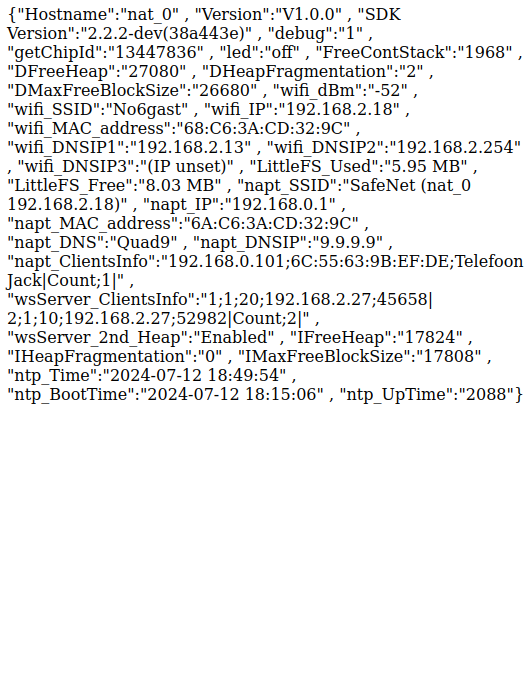 {"Hostname":"nat_0" , "Version":"V1.0.0" , "SDK
Version":"2.2.2-dev(38a443e)" , "debug":"1" ,
"getChipId":"13447836" , "led":"off" , "FreeContStack":"1968" ,
"DFreeHeap":"27080" , "DHeapFragmentation":"2" ,
"DMaxFreeBlockSize":"26680" , "wifi_dBm":"-52" ,
"wifi_SSID":"No6gast" , "wifi_IP":"192.168.2.18" ,
"wifi_MAC_address":"68:C6:3A:CD:32:9C" ,
"wifi_DNSIP1":"192.168.2.13" , "wifi_DNSIP2":"192.168.2.254"
, "wifi_DNSIP3":"(IP unset)" , "LittleFS_Used":"5.95 MB" ,
"LittleFS_Free":"8.03 MB" , "napt_SSID":"SafeNet (nat_0
192.168.2.18)" , "napt_IP":"192.168.0.1" ,
"napt_MAC_address":"6A:C6:3A:CD:32:9C" ,
"napt_DNS":"Quad9" , "napt_DNSIP":"9.9.9.9" ,
"napt_ClientsInfo":"192.168.0.101;6C:55:63:9B:EF:DE;Telefoon
Jack|Count;1|" ,
"wsServer_ClientsInfo":"1;1;20;192.168.2.27;45658|
2;1;10;192.168.2.27;52982|Count;2|" ,
"wsServer_2nd_Heap":"Enabled" , "IFreeHeap":"17824" ,
"IHeapFragmentation":"0" , "IMaxFreeBlockSize":"17808" ,
"ntp_Time":"2024-07-12 18:49:54" ,
"ntp_BootTime":"2024-07-12 18:15:06" , "ntp_UpTime":"2088"}